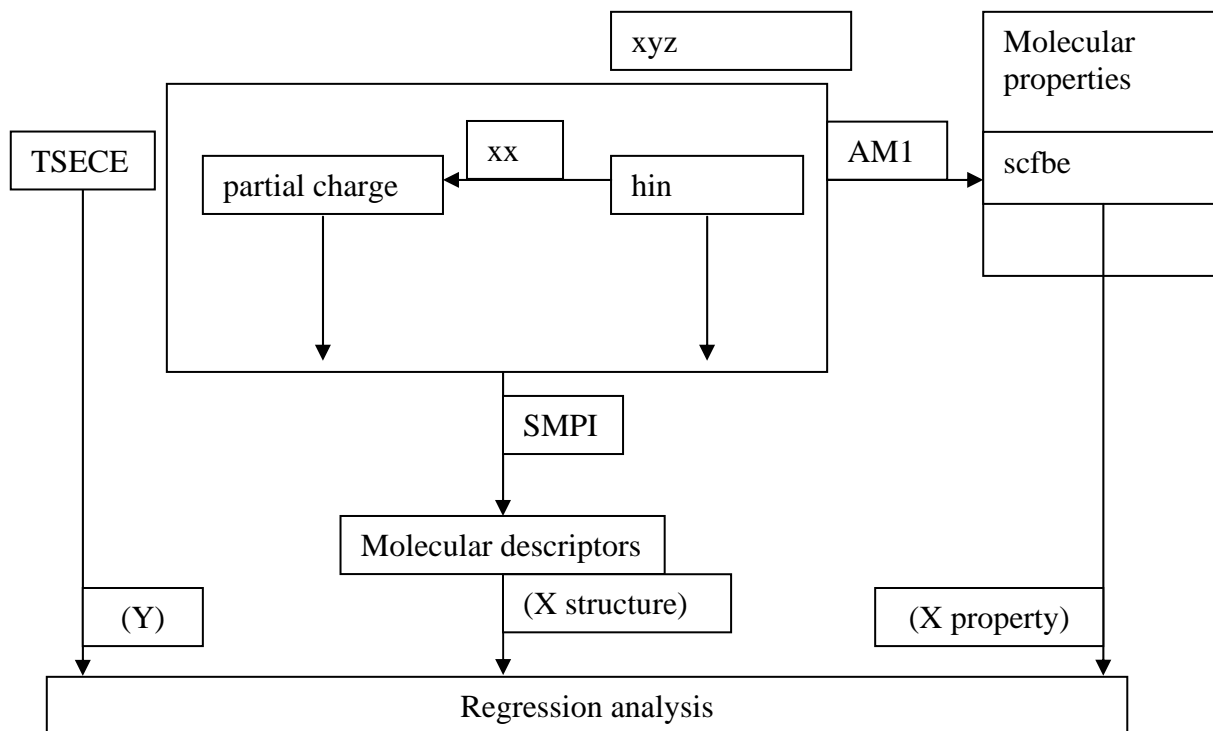 xyz
Molecular
properties
TSECE
xx
AM1
partial charge
hin
scfbe
SMPI
Molecular descriptors
(Y)
(X structure)
(X property)
Regression analysis